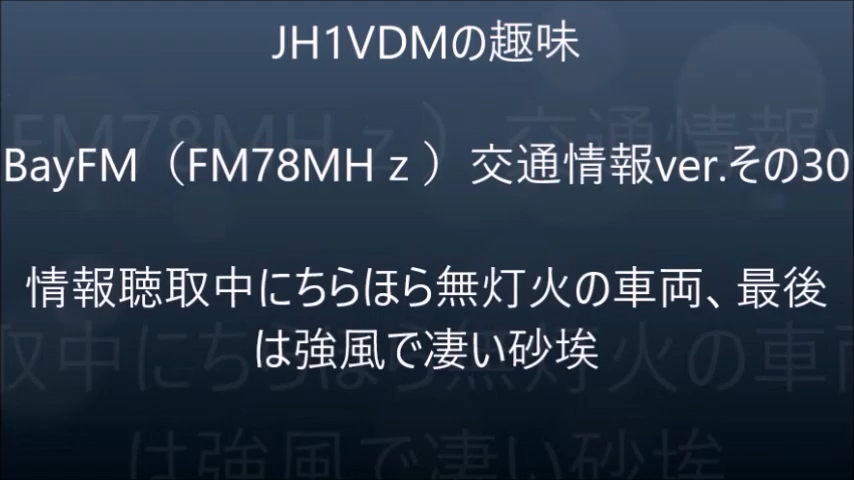 JH1VDMの趣味
BayFM（FM78MHｚ）交通情報ver.その30
情報聴取中にちらほら無灯火の車両、最後
は強風で凄い砂埃